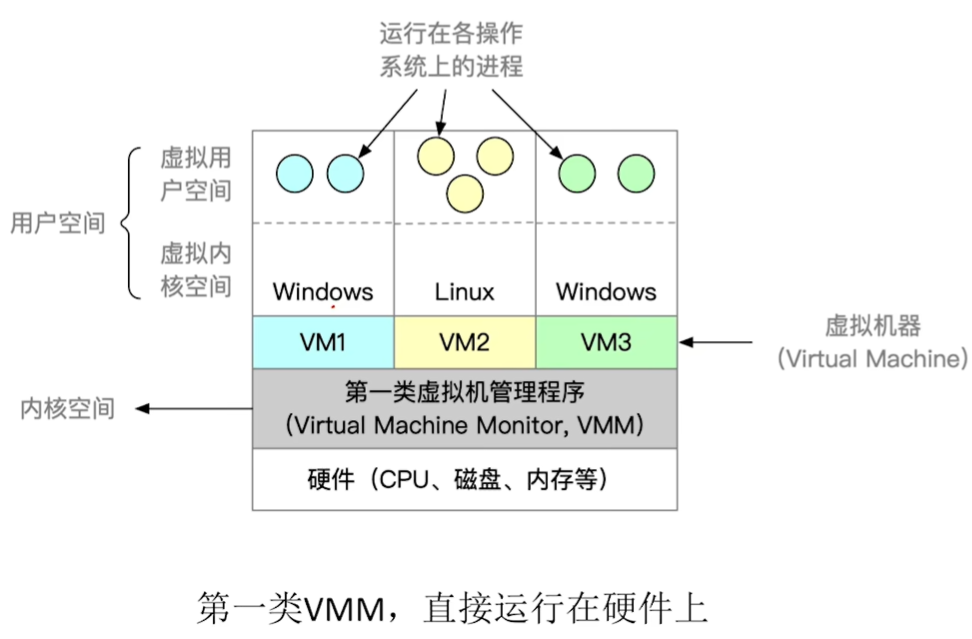 运行在各操作
系统上的进程
虚拟用
户空间
用户空间
虚拟内
核空间
Windows
Linux
Windows
VM1
VM2
VM3
虚拟机器
(Virtual Machine)
第一类虚拟机管理程序
(Virtual Machine Monitor, VMM)
内核空间
硬件（CPU、磁盘、内存等）
第一类VMM，直接运行在硬件上